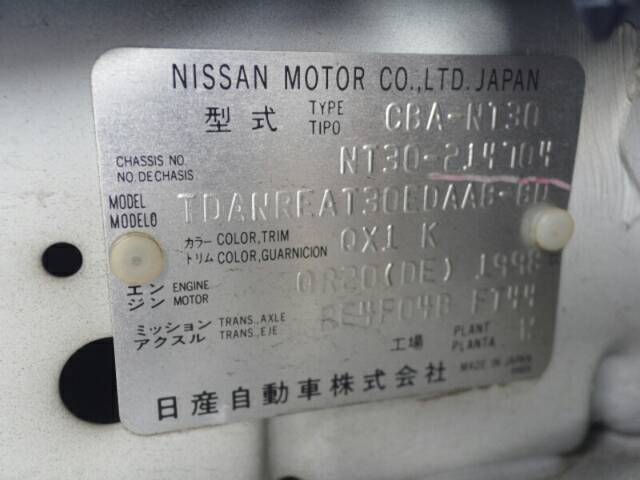 NISSAN MOTOR CO.,LTD.JAPAN
型式 TYPE TIPO CBA-NT30
CHASSIS NO. NO.DECHASIS NT30-214704
MODEL MODELO TDANREAT30EDAAG-BD
カラー COLOR,TRIM
トリム COLOR,GUARNICION QX1 K
エンジン ENGINE MOTOR QR20(DE) 1998
ミッション TRANS.,AXLE
アクスル TRANS.,EJE RE4F04B FT44
工場 PLANT PLANTA K
日産自動車株式会社 MADE IN JAPAN